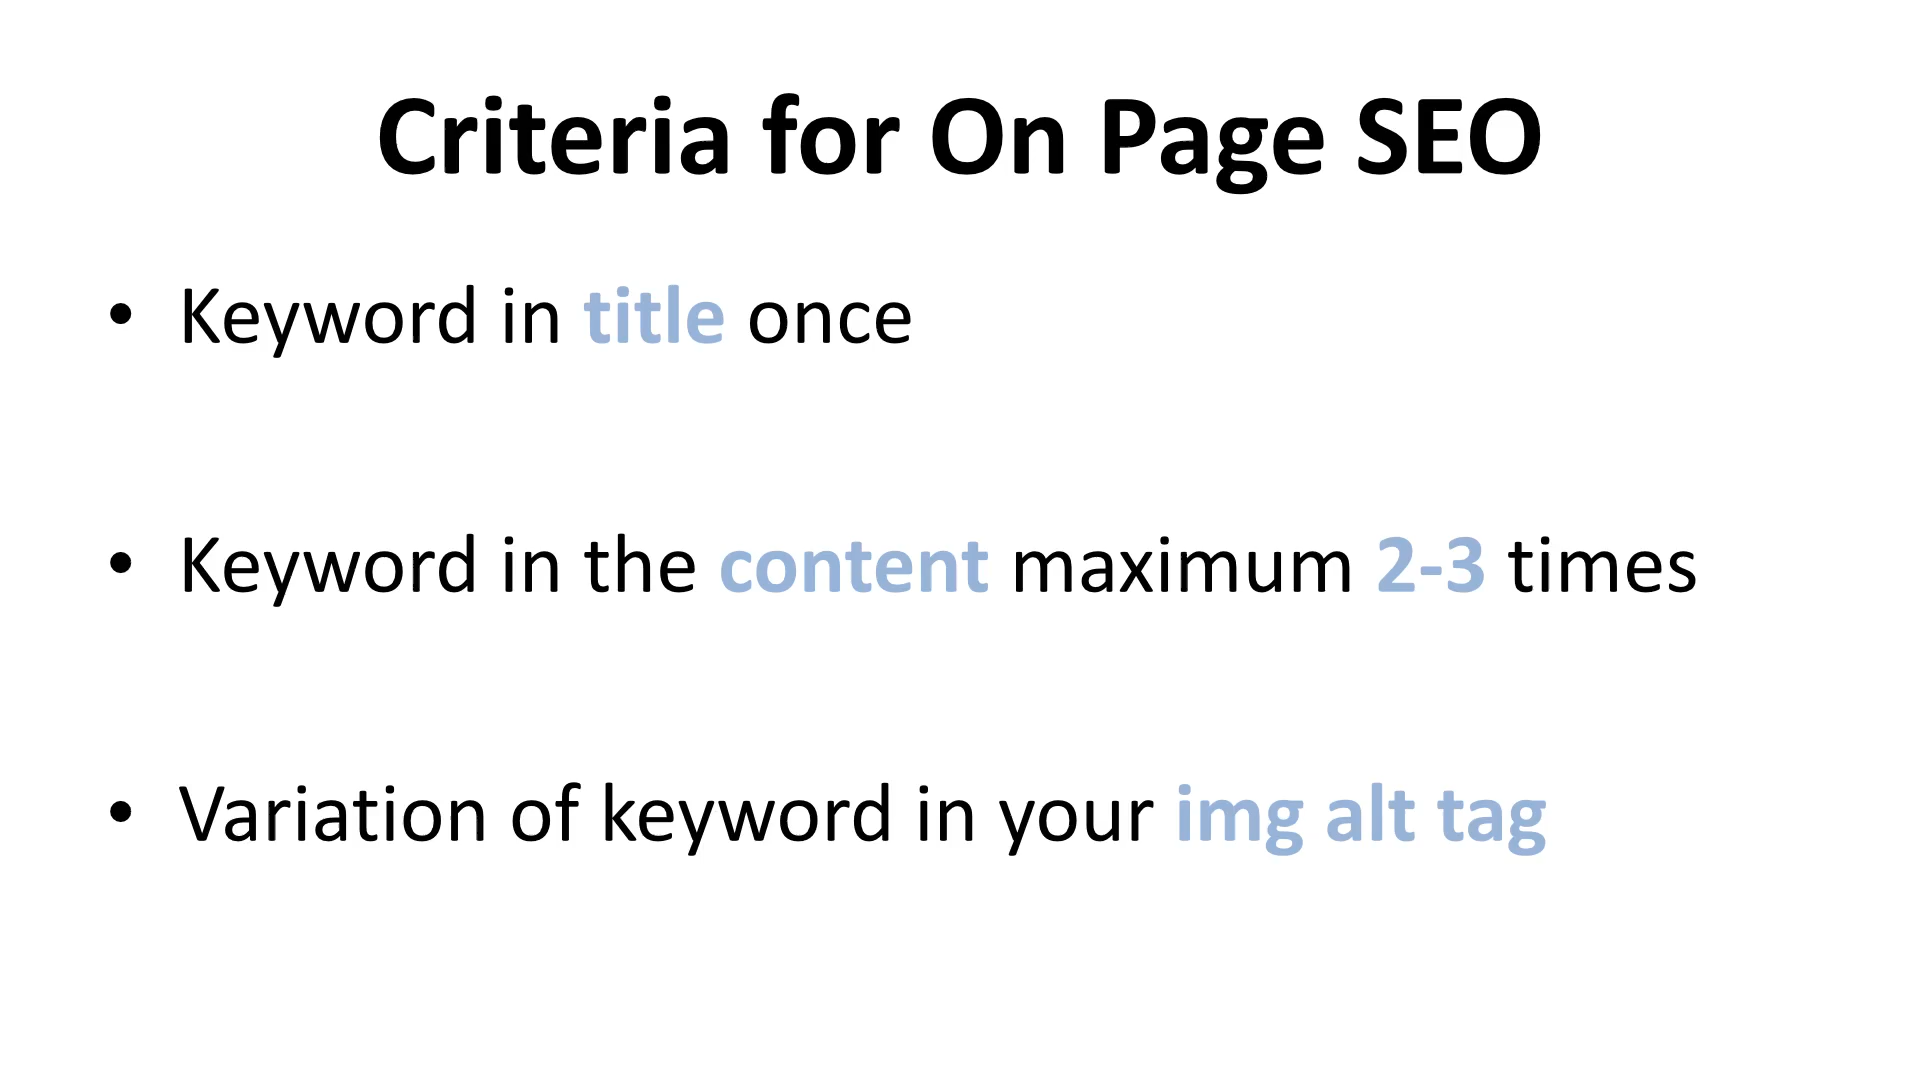 Criteria for On Page SEO
• Keyword in title once
• Keyword in the content maximum 2-3 times
• Variation of keyword in your img alt tag